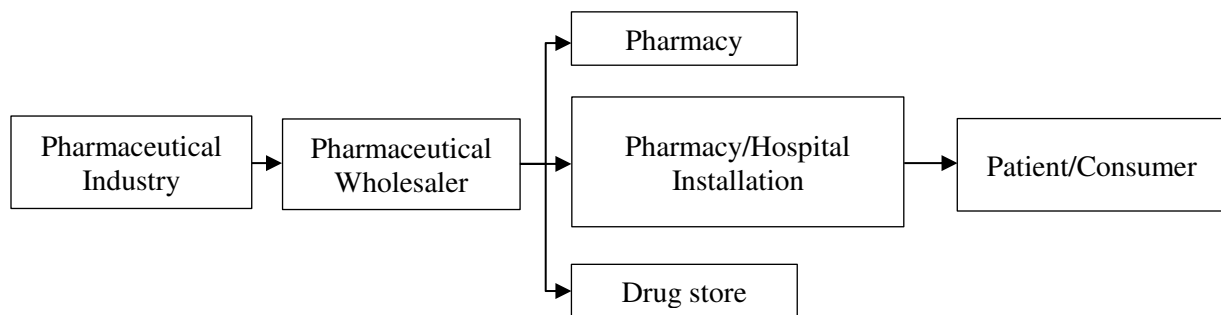 Pharmacy
Pharmaceutical
Industry
Pharmaceutical
Wholesaler
Pharmacy/Hospital
Installation
Patient/Consumer
Drug store